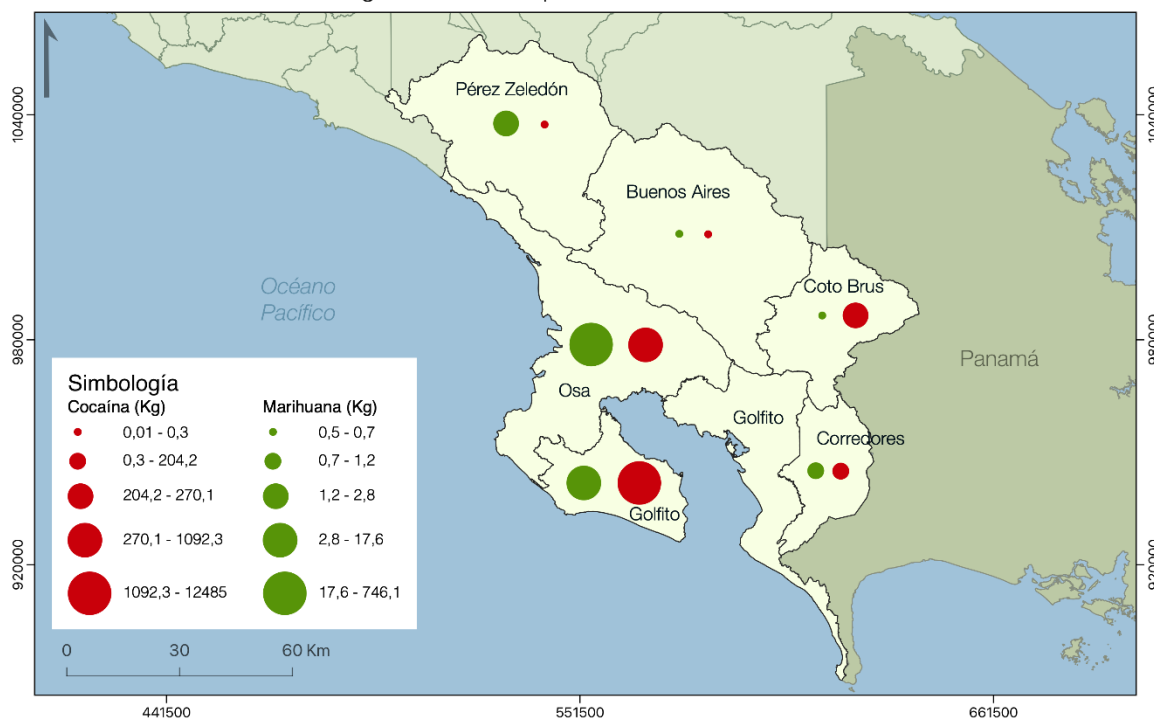 Pérez Zeledón
1040000
1040000
Buenos Aires
Océano
Pacífico
Coto Brus
980000
980000
Panamá
Osa
Golfito
Corredores
Golfito
Simbología
Cocaína (Kg)
Marihuana (Kg)
0,01 - 0,3
0,5 - 0,7
0,3 - 204,2
0,7 - 1,2
204,2 - 270,1
1,2 - 2,8
270,1 - 1092,3
2,8 - 17,6
1092,3 - 12485
17,6 - 746,1
920000
920000
0 30 60 Km
441500 551500 661500